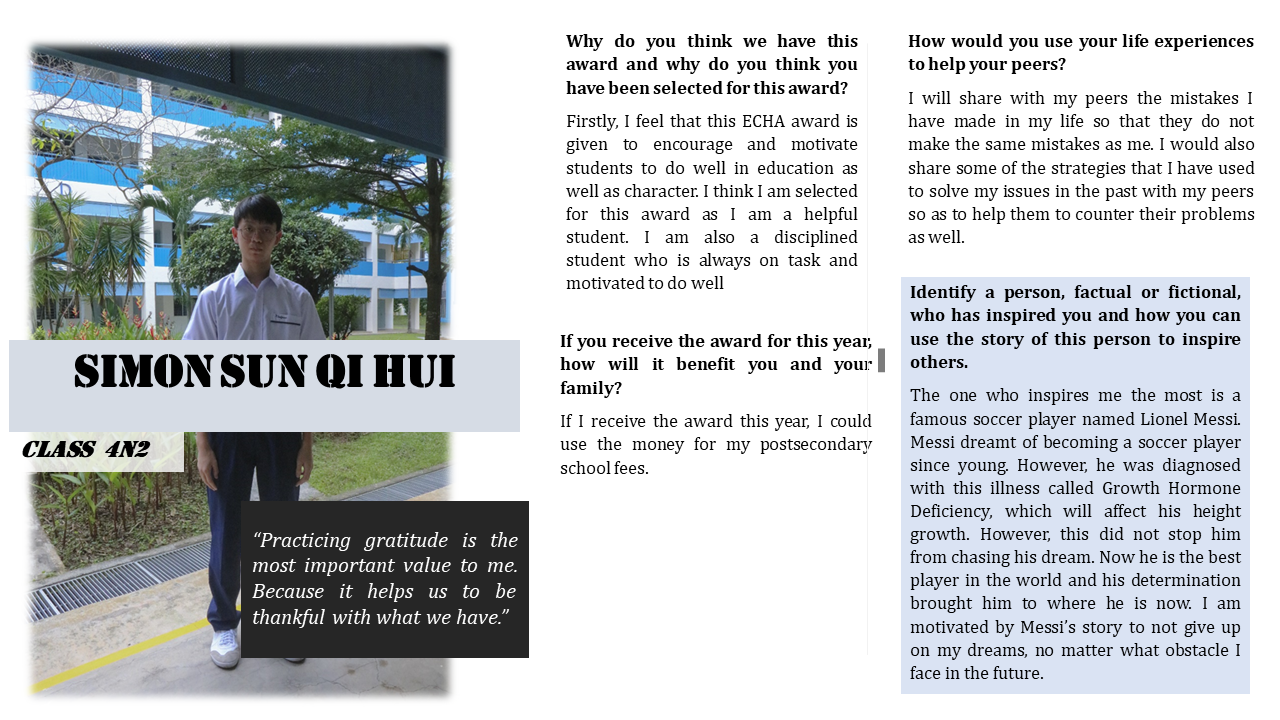 SIMON SUN QI HUI
CLASS 4N2
“Practicing gratitude is the
most important value to me.
Because it helps us to be
thankful with what we have.”
Why do you think we have this
award and why do you think you
have been selected for this award?
Firstly, I feel that this ECHA award is
given to encourage and motivate
students to do well in education as
well as character. I think I am selected
for this award as I am a helpful
student. I am also a disciplined
student who is always on task and
motivated to do well
If you receive the award for this year,
how will it benefit you and your
family?
If I receive the award this year, I could
use the money for my postsecondary
school fees.
How would you use your life experiences
to help your peers?
I will share with my peers the mistakes I
have made in my life so that they do not
make the same mistakes as me. I would also
share some of the strategies that I have used
to solve my issues in the past with my peers
so as to help them to counter their problems
as well.
Identify a person, factual or fictional,
who has inspired you and how you can
use the story of this person to inspire
others.
The one who inspires me the most is a
famous soccer player named Lionel Messi.
Messi dreamt of becoming a soccer player
since young. However, he was diagnosed
with this illness called Growth Hormone
Deficiency, which will affect his height
growth. However, this did not stop him
from chasing his dream. Now he is the best
player in the world and his determination
brought him to where he is now. I am
motivated by Messi’s story to not give up
on my dreams, no matter what obstacle I
face in the future.